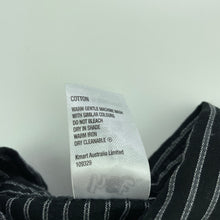 COTTON
WARM GENTLE MACHINE WASH
WITH SIMILAR COLOURS
DO NOT BLEACH
DRY IN SHADE
WARM IRON
DRY CLEANABLE
Kmart Australia Limited
109329